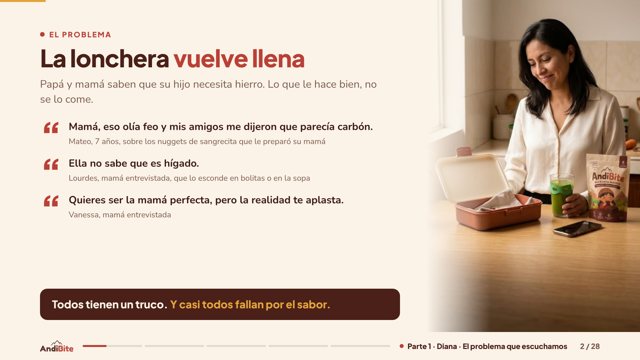 EL PROBLEMA
La lonchera vuelve llena
Papá y mamá saben que su hijo necesita hierro. Lo que le hace bien, no
se lo come.
Mamá, eso olía feo y mis amigos me dijeron que parecía carbón.
Mateo, 7 años, sobre los nuggets de sangrecita que le preparó su mamá
Ella no sabe que es hígado.
Lourdes, mamá entrevistada, que lo esconde en bolitas o en la sopa
Quieres ser la mamá perfecta, pero la realidad te aplasta.
Vanessa, mamá entrevistada
AndiBite
Todos tienen un truco. Y casi todos fallan por el sabor.
AndiBite
Parte 1 · Diana · El problema que escuchamos
2 / 28